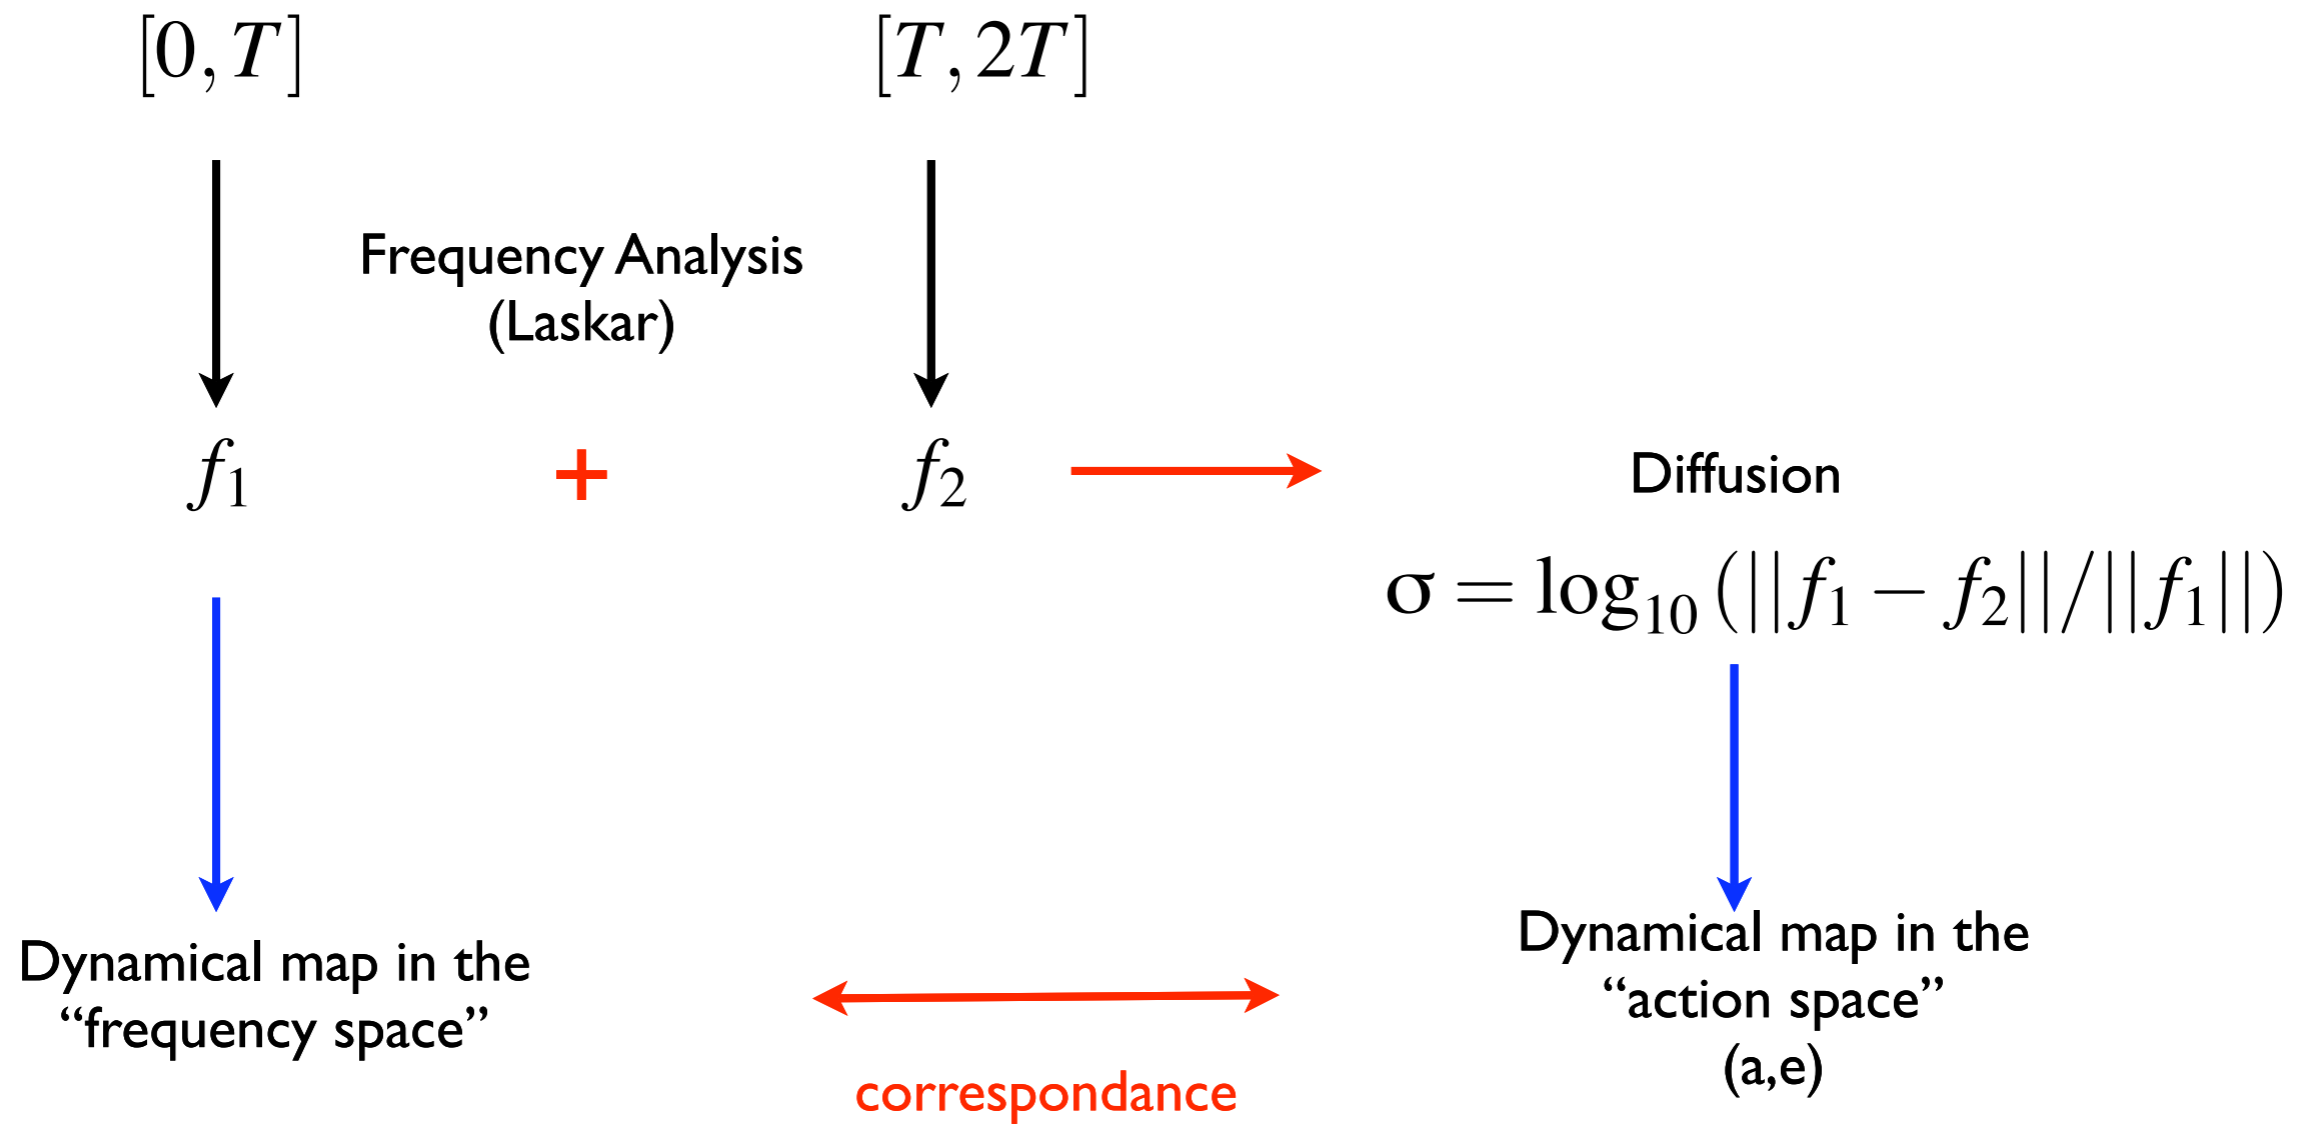 [0, T]
[T, 2T]
Frequency Analysis
(Laskar)
f₁
+
f₂
Diffusion
σ = log₁₀ (||f₁ − f₂||/||f₁||)
Dynamical map in the
“frequency space”
Dynamical map in the
“action space”
(a,e)
correspondance